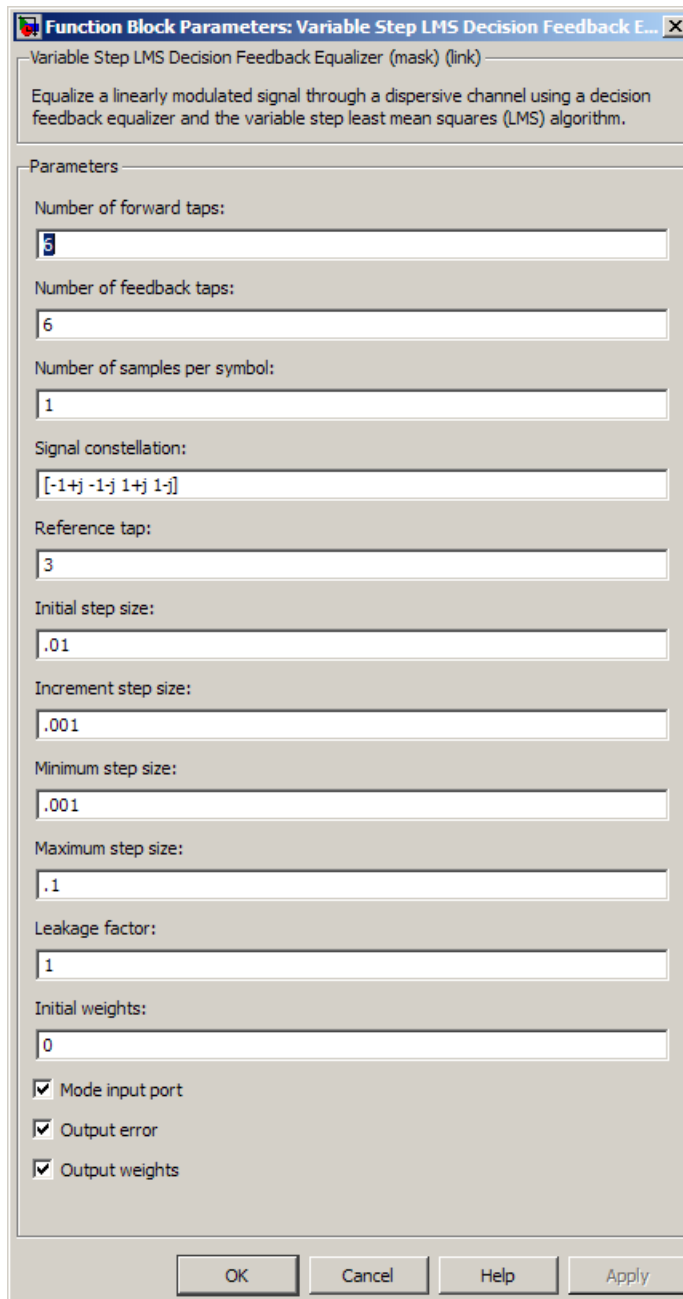 Function Block Parameters: Variable Step LMS Decision Feedback E...
Variable Step LMS Decision Feedback Equalizer (mask) (link)
Equalize a linearly modulated signal through a dispersive channel using a decision
feedback equalizer and the variable step least mean squares (LMS) algorithm.
Parameters
Number of forward taps:
6
Number of feedback taps:
6
Number of samples per symbol:
1
Signal constellation:
[-1+j -1-j 1+j 1-j]
Reference tap:
3
Initial step size:
.01
Increment step size:
.001
Minimum step size:
.001
Maximum step size:
.1
Leakage factor:
1
Initial weights:
0
Mode input port
Output error
Output weights
OK Cancel Help Apply